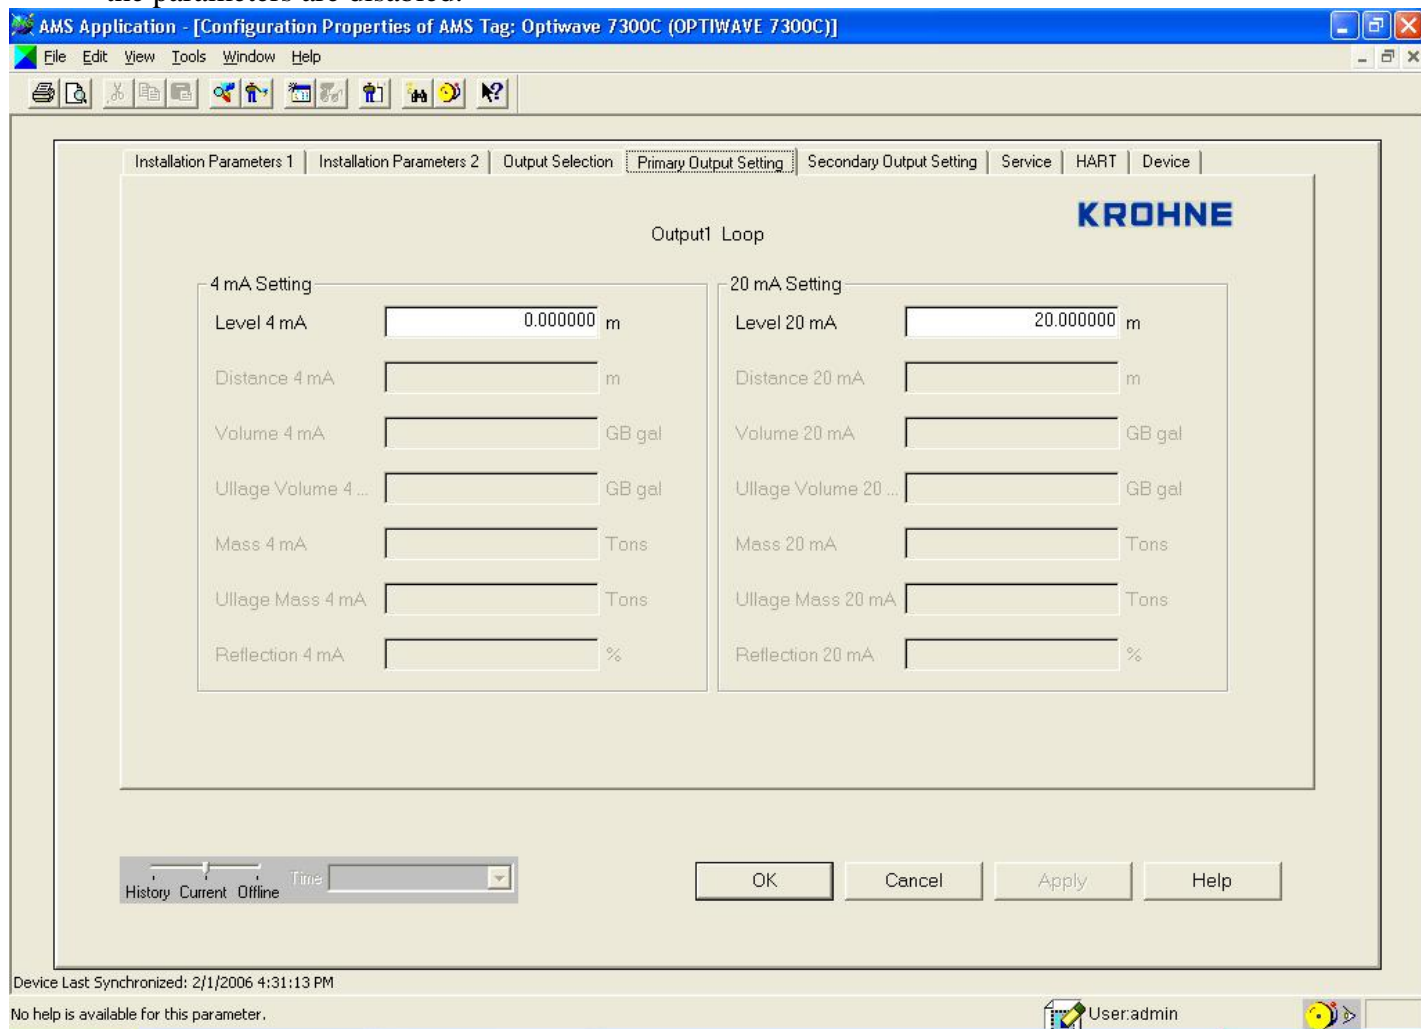 the parameters are disabled.
AMS Application - [Configuration Properties of AMS Tag: Optiwave 7300C (OPTIWAVE 7300C)]
File Edit View Tools Window Help
Installation Parameters 1 Installation Parameters 2 Output Selection Primary Output Setting Secondary Output Setting Service HART Device
KROHNE
Output1 Loop
4 mA Setting
Level 4 mA 0.000000 m
Distance 4 mA m
Volume 4 mA GB gal
Ullage Volume 4 ... GB gal
Mass 4 mA Tons
Ullage Mass 4 mA Tons
Reflection 4 mA %
20 mA Setting
Level 20 mA 20.000000 m
Distance 20 mA m
Volume 20 mA GB gal
Ullage Volume 20 ... GB gal
Mass 20 mA Tons
Ullage Mass 20 mA Tons
Reflection 20 mA %
Time
History Current Offline
OK Cancel Apply Help
Device Last Synchronized: 2/1/2006 4:31:13 PM
No help is available for this parameter.
User:admin